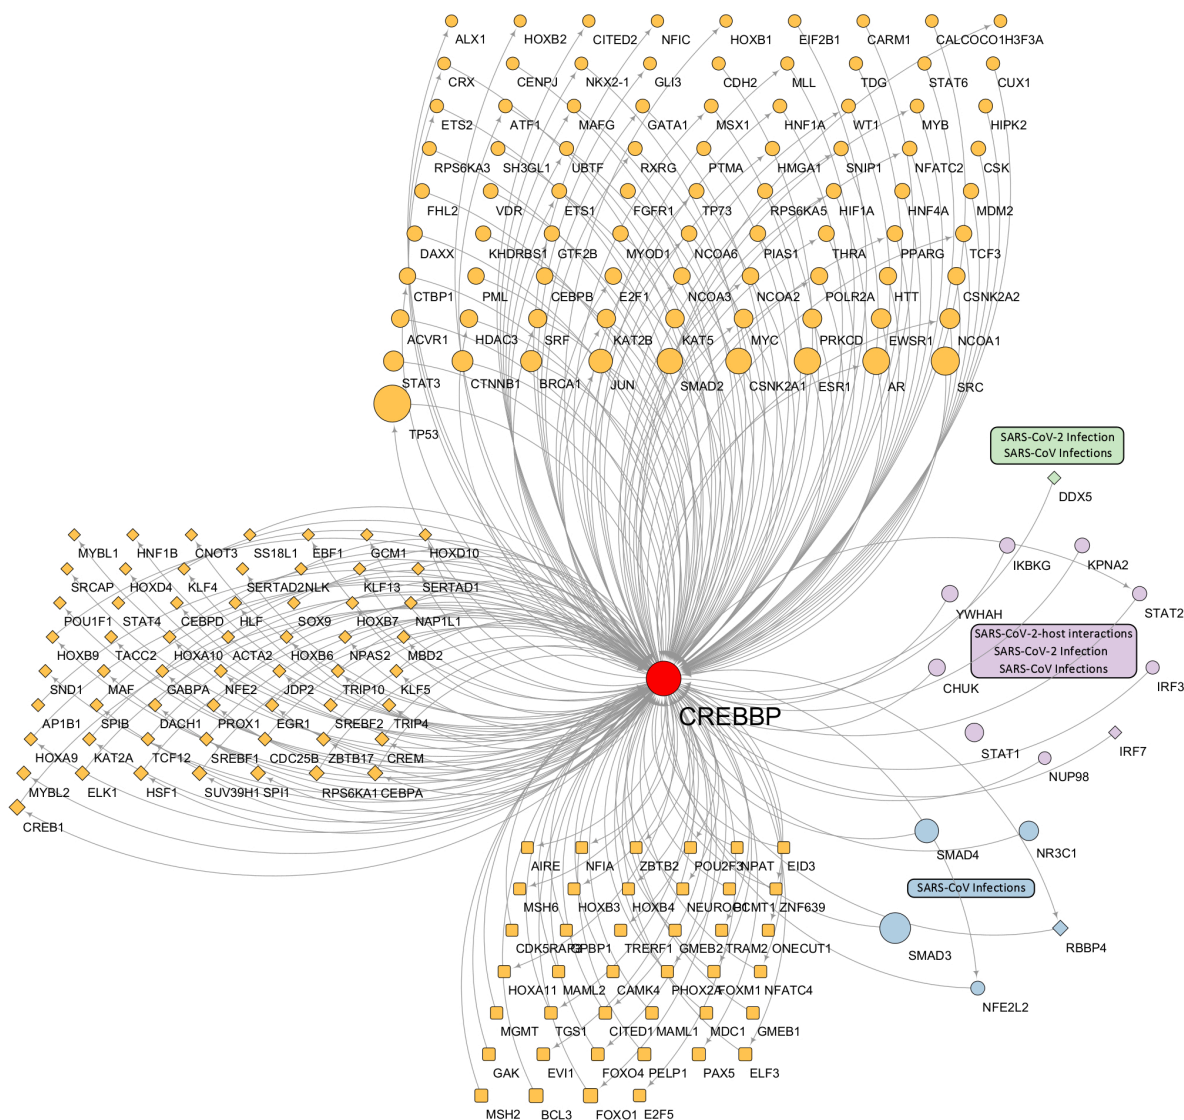 ALX1 HOXB2 CITED2 NFIC HOXB1 EIF2B1 CARM1 CALCOCO1H3F3A
CRX CENPJ NKX2-1 GLI3 CDH2 MLL TDG STAT6 CUX1
ETS2 ATF1 MAFG GATA1 MSX1 HNF1A WT1 MYB HIPK2
RPS6KA3 SH3GL1 UBTF RXRG PTMA HMGA1 SNIP1 NFATC2 CSK
FHL2 VDR ETS1 FGFR1 TP73 RPS6KA5 HIF1A HNF4A MDM2
DAXX KHDRBS1 GTF2B MYOD1 NCOA6 PIAS1 THRA PPARG TCF3
CTBP1 PML CEBPB E2F1 NCOA3 NCOA2 POLR2A HTT CSNK2A2
ACVR1 HDAC3 SRF KAT2B KAT5 MYC PRKCD EWSR1 NCOA1
STAT3 CTNNB1 BRCA1 JUN SMAD2 CSNK2A1 ESR1 AR SRC
TP53
SARS-CoV-2 Infection
SARS-CoV Infections
DDX5
MYBL1 HNF1B CNOT3 SS18L1 EBF1 GCM1 HOXD10
IKBKG KPNA2
SRCAP HOXD4 KLF4 SERTAD2NLK KLF13 SERTAD1
YWHAH STAT2
POU1F1 STAT4 CEBPD HLF SOX9 HOXB7 NAP1L1
SARS-CoV-2-host interactions
SARS-CoV-2 Infection
SARS-CoV Infections
HOXB9 TACC2 HOXA10 ACTA2 HOXB6 NPAS2 MBD2
CHUK IRF3
SND1 MAF GABPA NFE2 JDP2 TRIP10 KLF5
CREBBP
AP1B1 SPIB DACH1 PROX1 EGR1 SREBF2 TRIP4
STAT1 IRF7
HOXA9 KAT2A TCF12 SREBF1 CDC25B ZBTB17 CREM
NUP98
MYBL2 ELK1 HSF1 SUV39H1 SPI1 RPS6KA1 CEBPA
CREB1
SMAD4 NR3C1
AIRE NFIA ZBTB2 POU2F3 NPAT EID3
SARS-CoV Infections
MSH6 HOXB3 HOXB4 ZNF639
CDK5RAP3 TRERF1 GMEB2 TRAM2 ONECUT1
SMAD3 RBBP4
HOXA11 MAML2 CAMK4 PHOX2A FOXM1 NFATC4
NFE2L2
MGMT TGS1 CITED1 MAML1 MDC1 GMEB1
GAK EVI1 FOXO4 PELP1 PAX5 ELF3
MSH2 BCL3 FOXO1 E2F5